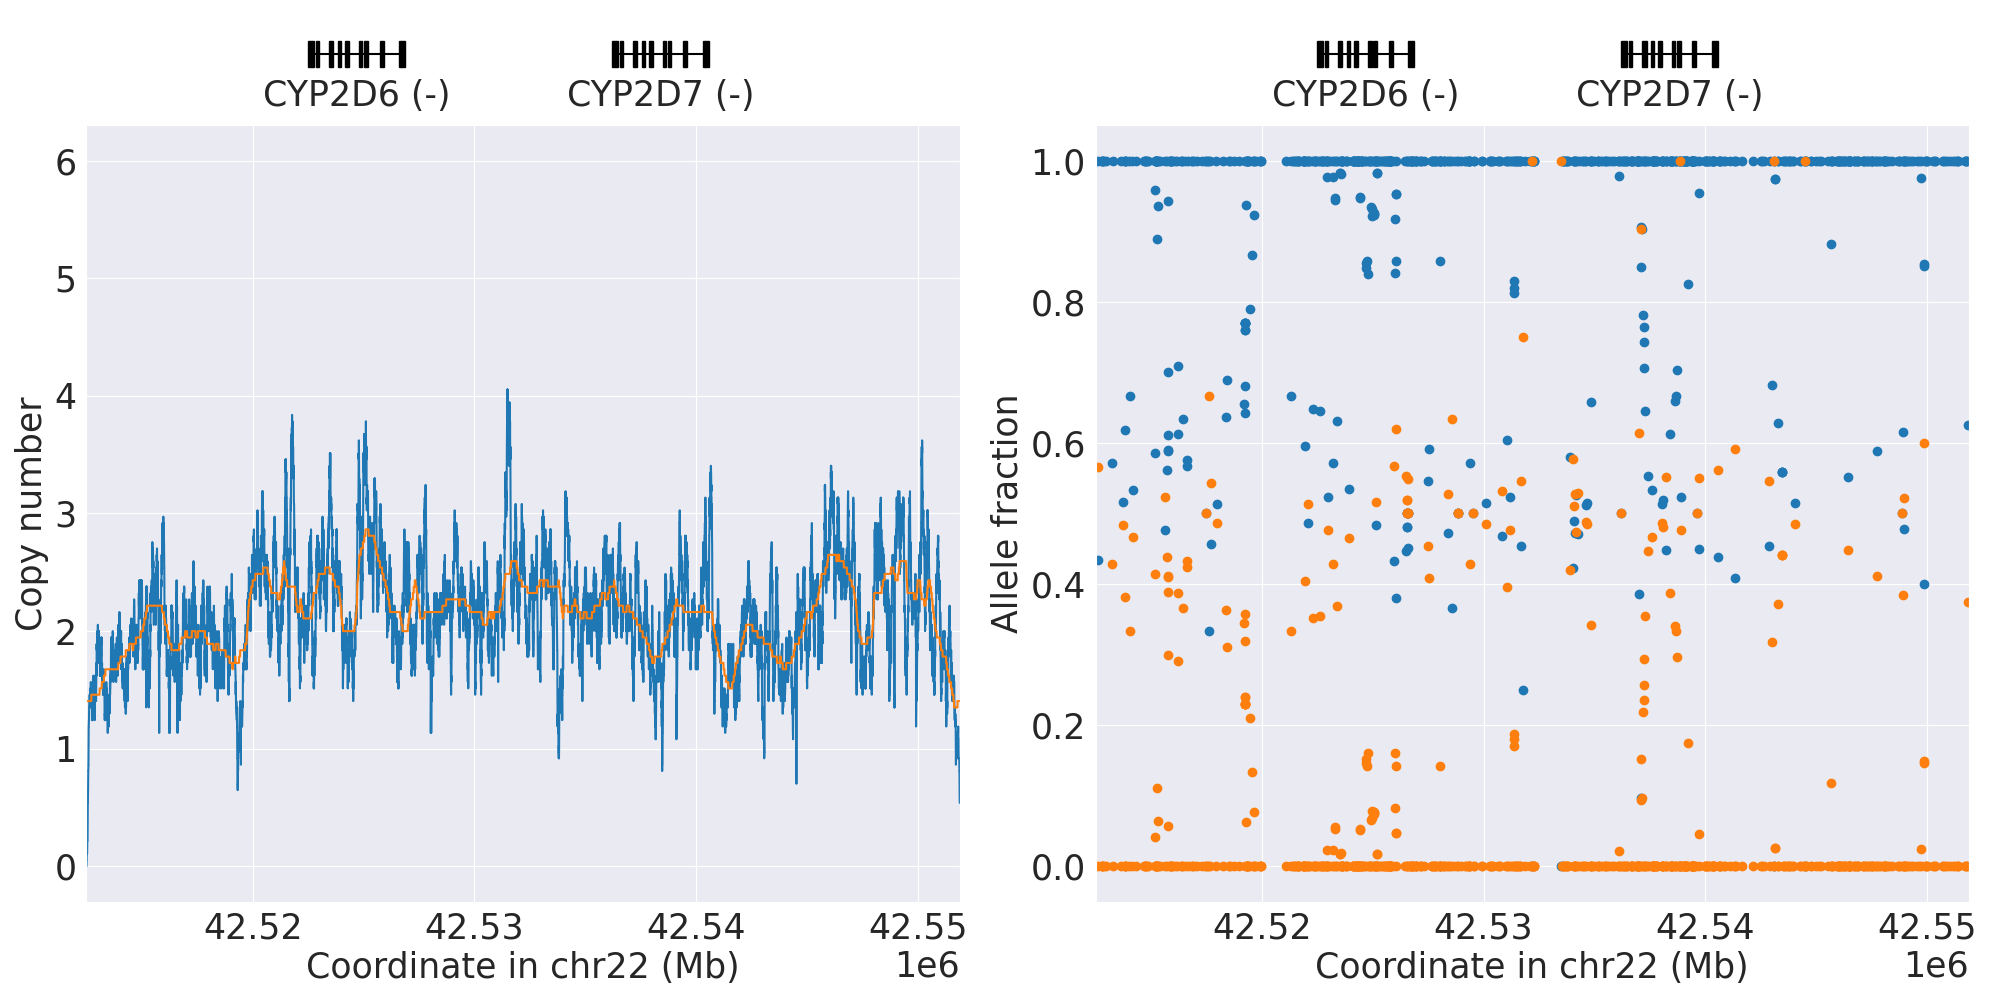 CYP2D6 (-) CYP2D7 (-)
6
5
4
3
2
1
0
Copy number
42.52 42.53 42.54 42.55
Coordinate in chr22 (Mb) 1e6
CYP2D6 (-) CYP2D7 (-)
1.0
0.8
0.6
0.4
0.2
0.0
Allele fraction
42.52 42.53 42.54 42.55
Coordinate in chr22 (Mb) 1e6